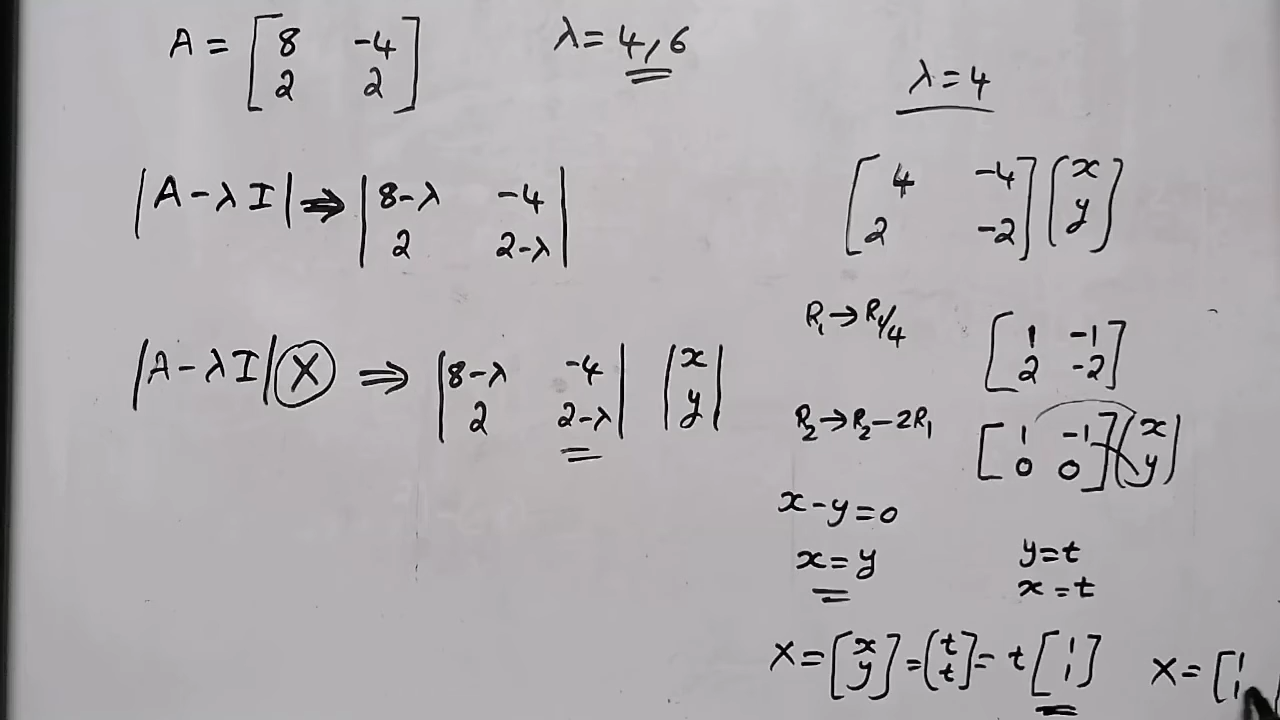 A = [8 -4
2 2]
λ = 4, 6
|A - λI| ⇒ |8-λ -4
2 2-λ|
|A - λI| X ⇒ |8-λ -4
2 2-λ| |x
y|
λ = 4
[4 -4
2 -2] (x
y)
R₁ → R₁/4
[1 -1
2 -2]
R₂ → R₂ - 2R₁
[1 -1
0 0] (x
y)
x - y = 0
x = y
y = t
x = t
X = [x
y] = [t
t] = t [1
1]
X = [1
1